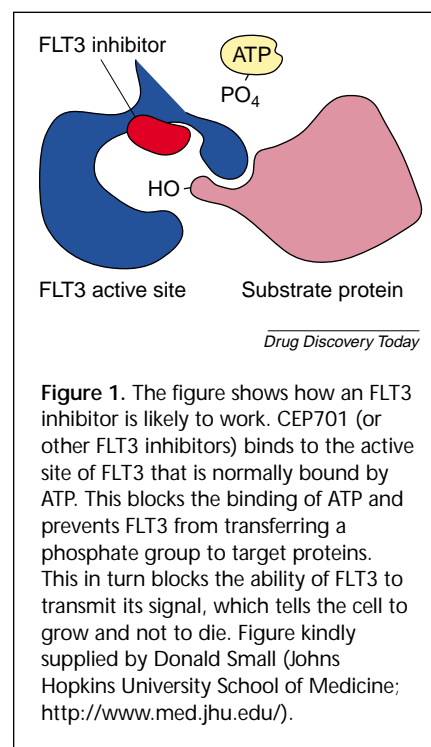 FLT3 inhibitor
ATP
PO4
HO
FLT3 active site Substrate protein
Drug Discovery Today
Figure 1. The figure shows how an FLT3
inhibitor is likely to work. CEP701 (or
other FLT3 inhibitors) binds to the active
site of FLT3 that is normally bound by
ATP. This blocks the binding of ATP and
prevents FLT3 from transferring a
phosphate group to target proteins.
This in turn blocks the ability of FLT3 to
transmit its signal, which tells the cell to
grow and not to die. Figure kindly
supplied by Donald Small (Johns
Hopkins University School of Medicine;
http://www.med.jhu.edu/).